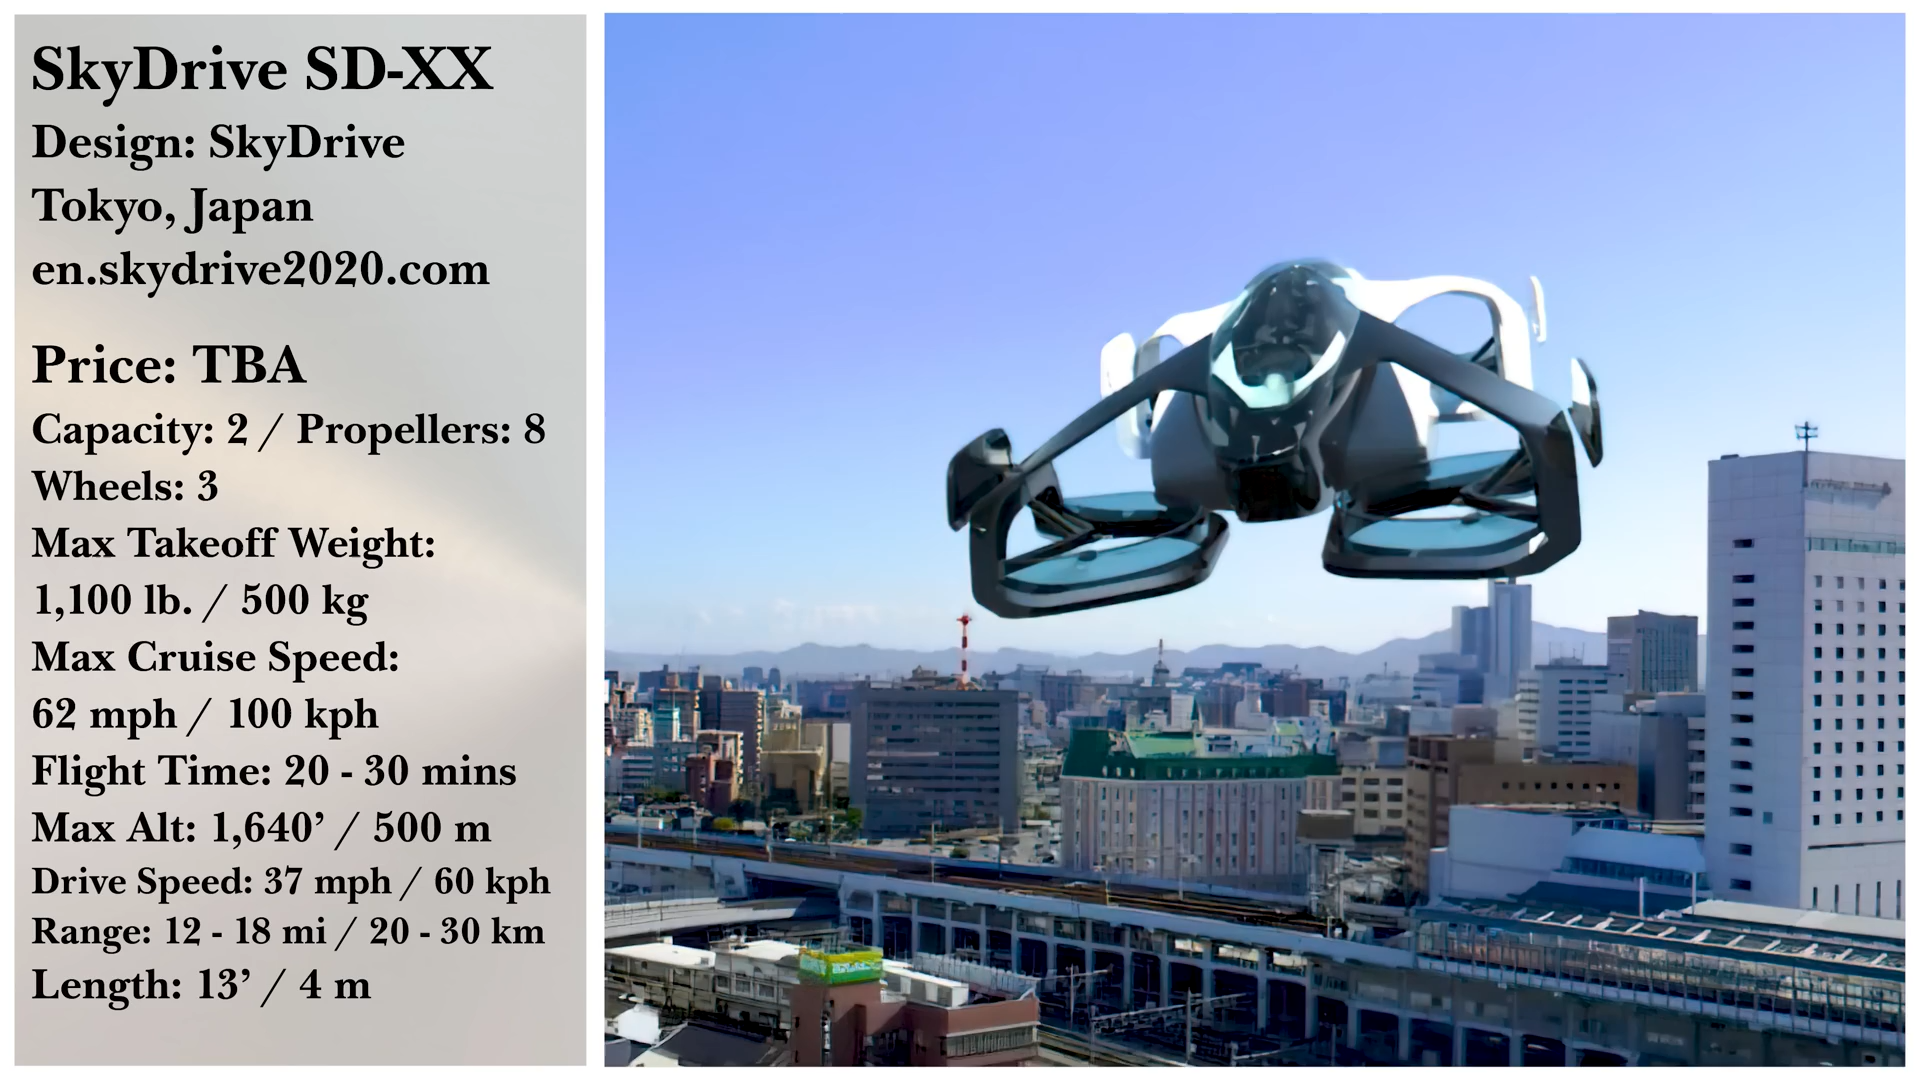 SkyDrive SD-XX
Design: SkyDrive
Tokyo, Japan
en.skydrive2020.com
Price: TBA
Capacity: 2 / Propellers: 8
Wheels: 3
Max Takeoff Weight:
1,100 lb. / 500 kg
Max Cruise Speed:
62 mph / 100 kph
Flight Time: 20 - 30 mins
Max Alt: 1,640’ / 500 m
Drive Speed: 37 mph / 60 kph
Range: 12 - 18 mi / 20 - 30 km
Length: 13’ / 4 m